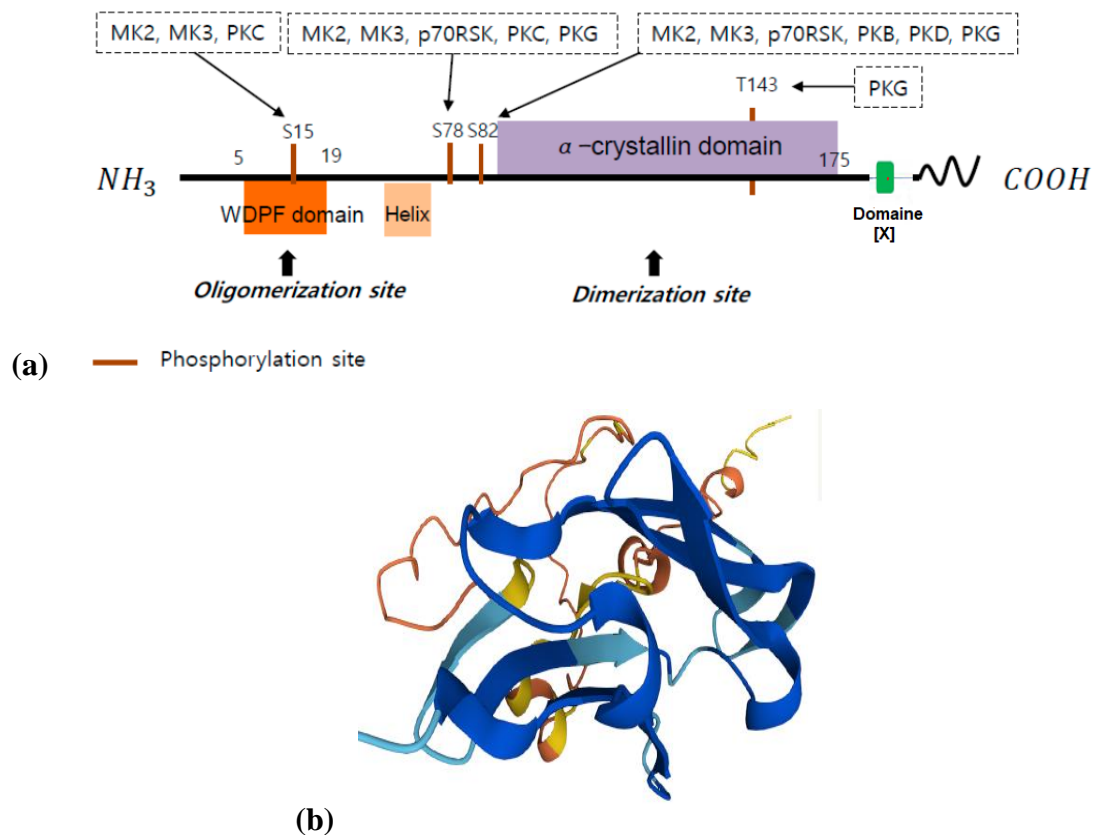 MK2, MK3, PKC
MK2, MK3, p70RSK, PKC, PKG
MK2, MK3, p70RSK, PKB, PKD, PKG
T143
PKG
S15
S78
S82
α -crystallin domain
5
19
175
NH₃
COOH
WDPF domain
Helix
Domaine
[X]
Oligomerization site
Dimerization site
(a)
Phosphorylation site
(b)